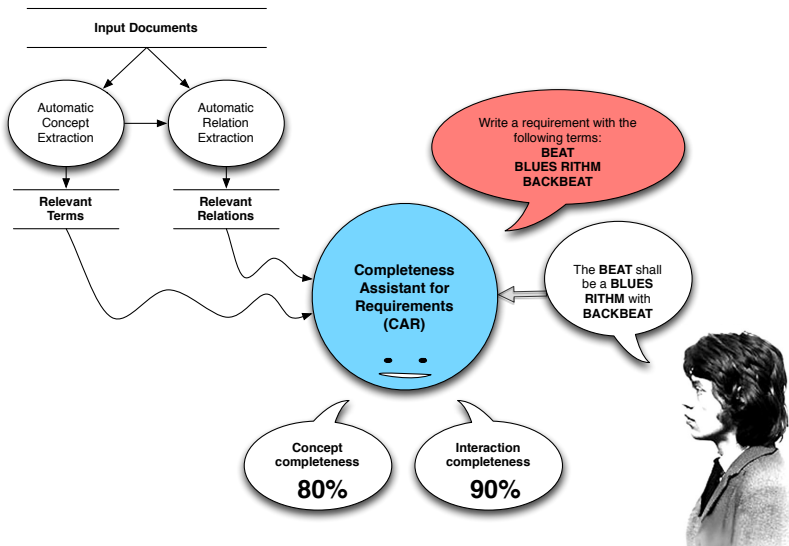 Input Documents
Automatic
Concept
Extraction
Automatic
Relation
Extraction
Relevant
Terms
Relevant
Relations
Write a requirement with the
following terms:
BEAT
BLUES RITHM
BACKBEAT
Completeness
Assistant for
Requirements
(CAR)
The BEAT shall
be a BLUES
RITHM with
BACKBEAT
Concept
completeness
80%
Interaction
completeness
90%